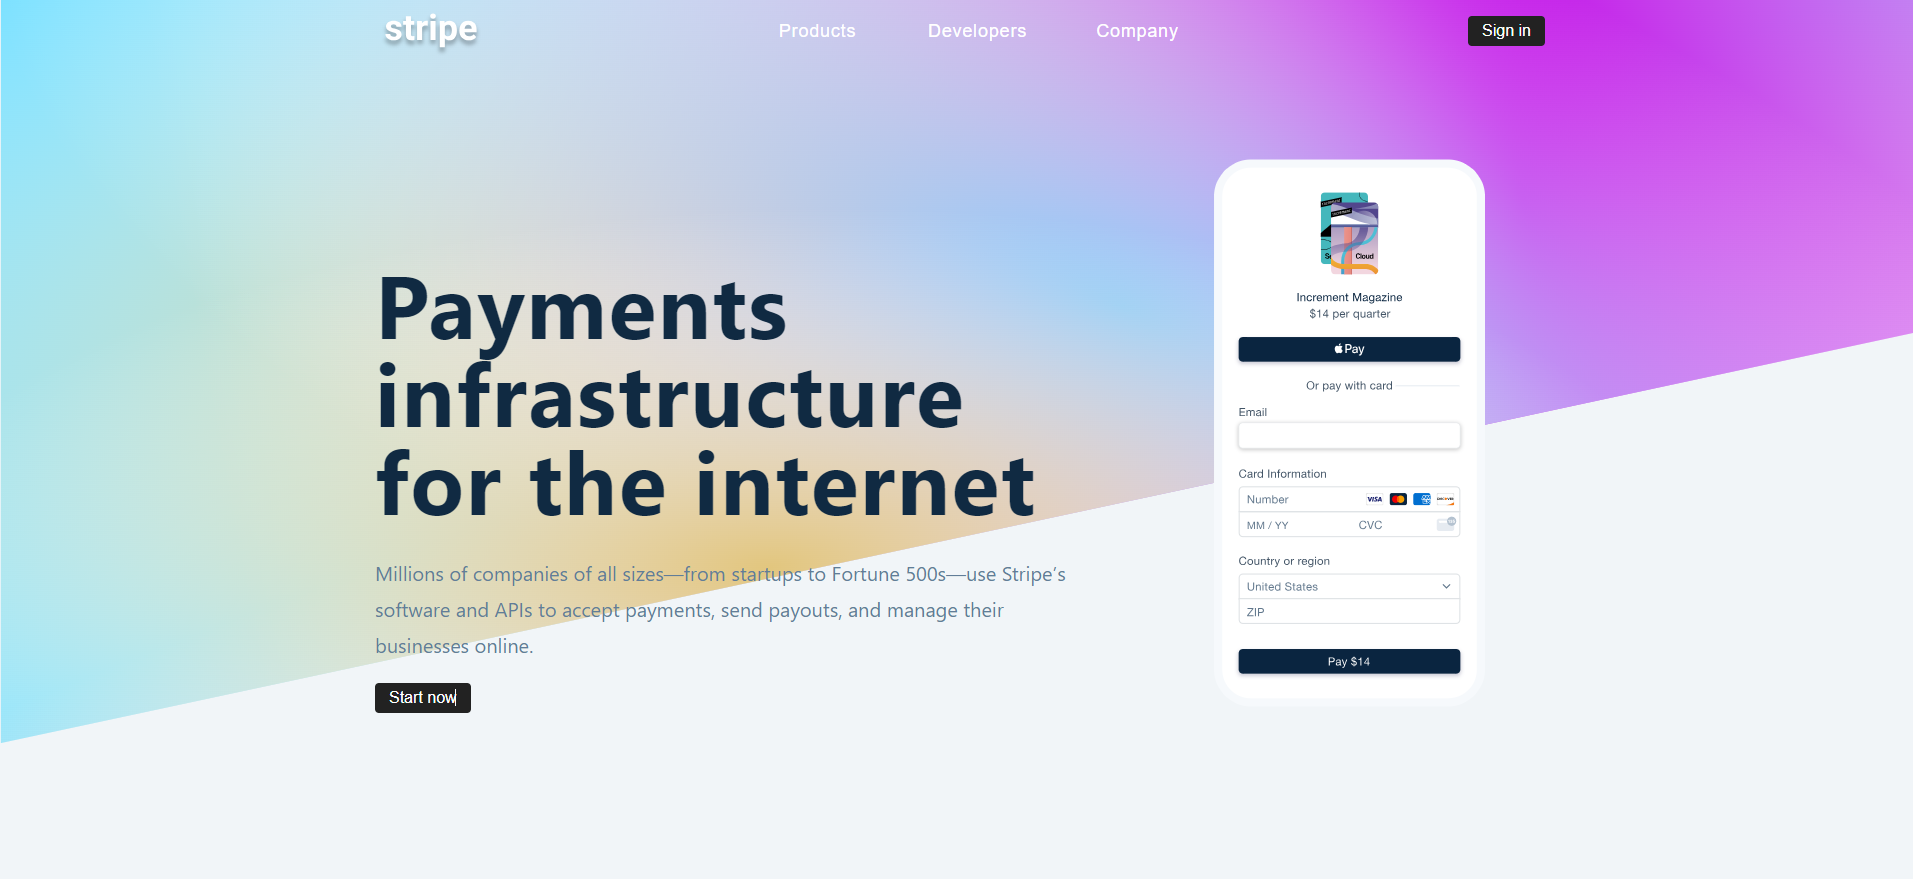 stripe
Products
Developers
Company
Sign in
Payments
infrastructure
for the internet
Millions of companies of all sizes—from startups to Fortune 500s—use Stripe’s
software and APIs to accept payments, send payouts, and manage their
businesses online.
Start now
Cloud
Increment Magazine
$14 per quarter
Pay
Or pay with card
Email
Card Information
Number
VISA
DISCOVER
MM / YY
CVC
Country or region
United States
ZIP
Pay $14